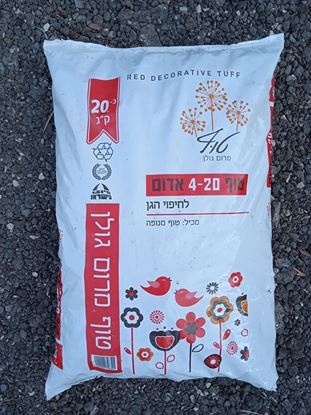 RED DECORATIVE TUFF
כ-20
ק"ג
טוף
מרום גולן
טוף 4-20 אדום
לחיפוי הגן
מכיל: טוף מנופה
טוף מרום גולן